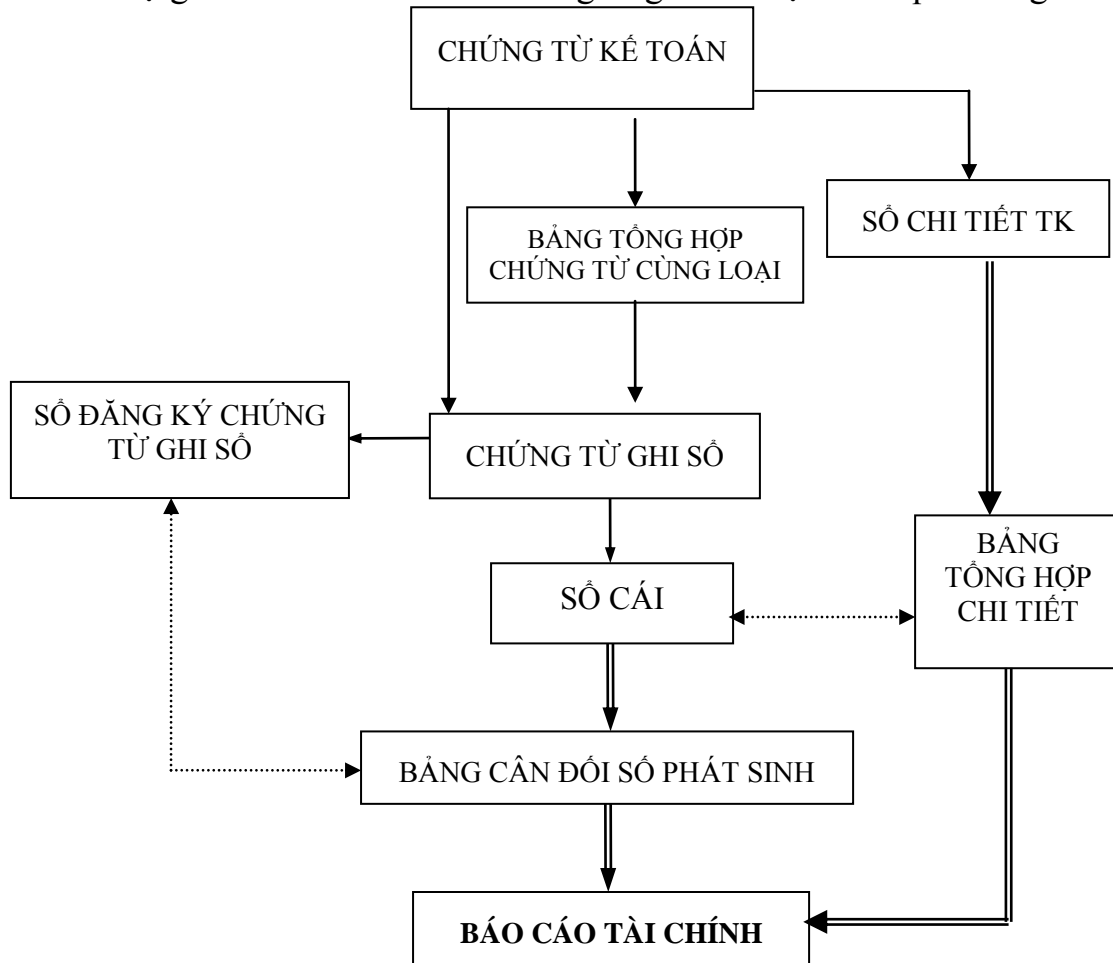 CHỨNG TỪ KẾ TOÁN
SỔ CHI TIẾT TK
BẢNG TỔNG HỢP
CHỨNG TỪ CÙNG LOẠI
SỔ ĐĂNG KÝ CHỨNG
TỪ GHI SỔ
CHỨNG TỪ GHI SỔ
BẢNG
TỔNG HỢP
CHI TIẾT
SỔ CÁI
BẢNG CÂN ĐỐI SỐ PHÁT SINH
BÁO CÁO TÀI CHÍNH